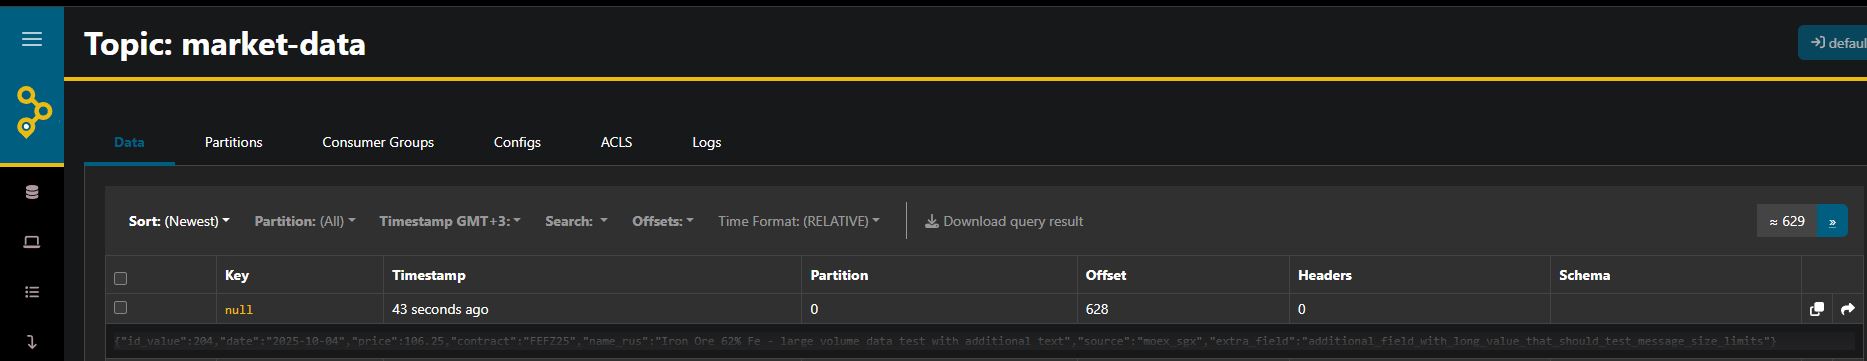 Topic: market-data
defaul
Data Partitions Consumer Groups Configs ACLS Logs
Sort: (Newest) Partition: (All) Timestamp GMT+3: Search: Offsets: Time Format: (RELATIVE) Download query result ≈ 629 »
Key Timestamp Partition Offset Headers Schema
null 43 seconds ago 0 628 0
{"id_value":204,"date":"2025-10-04","price":106.25,"contract":"FEFZ25","name_rus":"Iron Ore 62% Fe - large volume data test with additional text","source":"moex_sgx","extra_field":"additional_field_with_long_value_that_should_test_message_size_limits"}